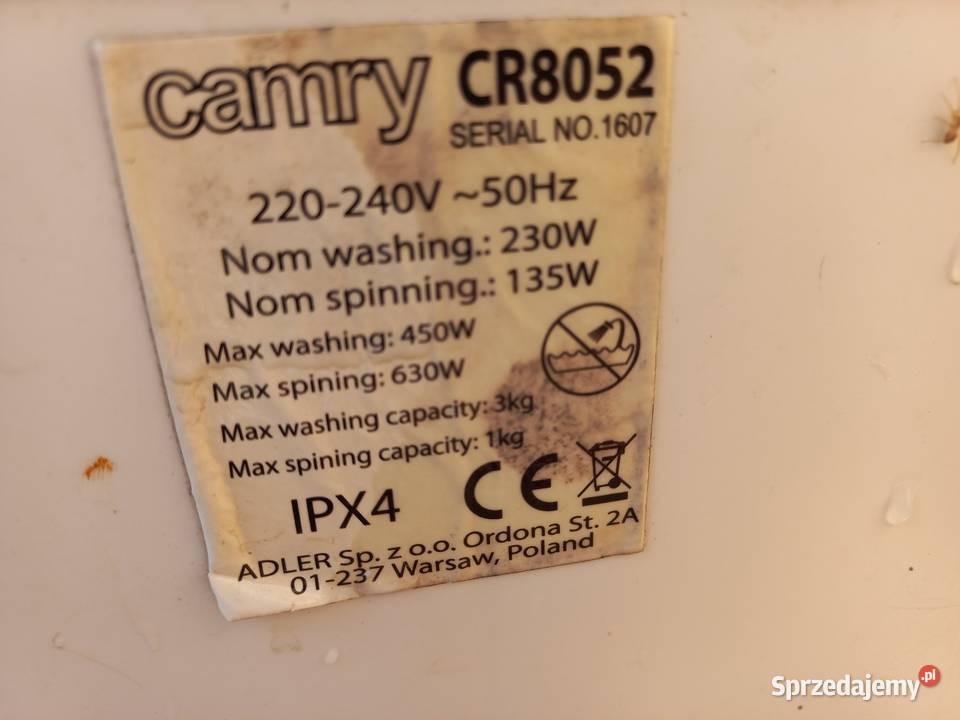 camry CR8052
SERIAL NO.1607
220-240V ~50Hz
Nom washing.: 230W
Nom spinning.: 135W
Max washing: 450W
Max spining: 630W
Max washing capacity: 3kg
Max spining capacity: 1kg
IPX4 CE
ADLER Sp. z o.o. Ordona St. 2A
01-237 Warsaw, Poland
Sprzedajemy.pl